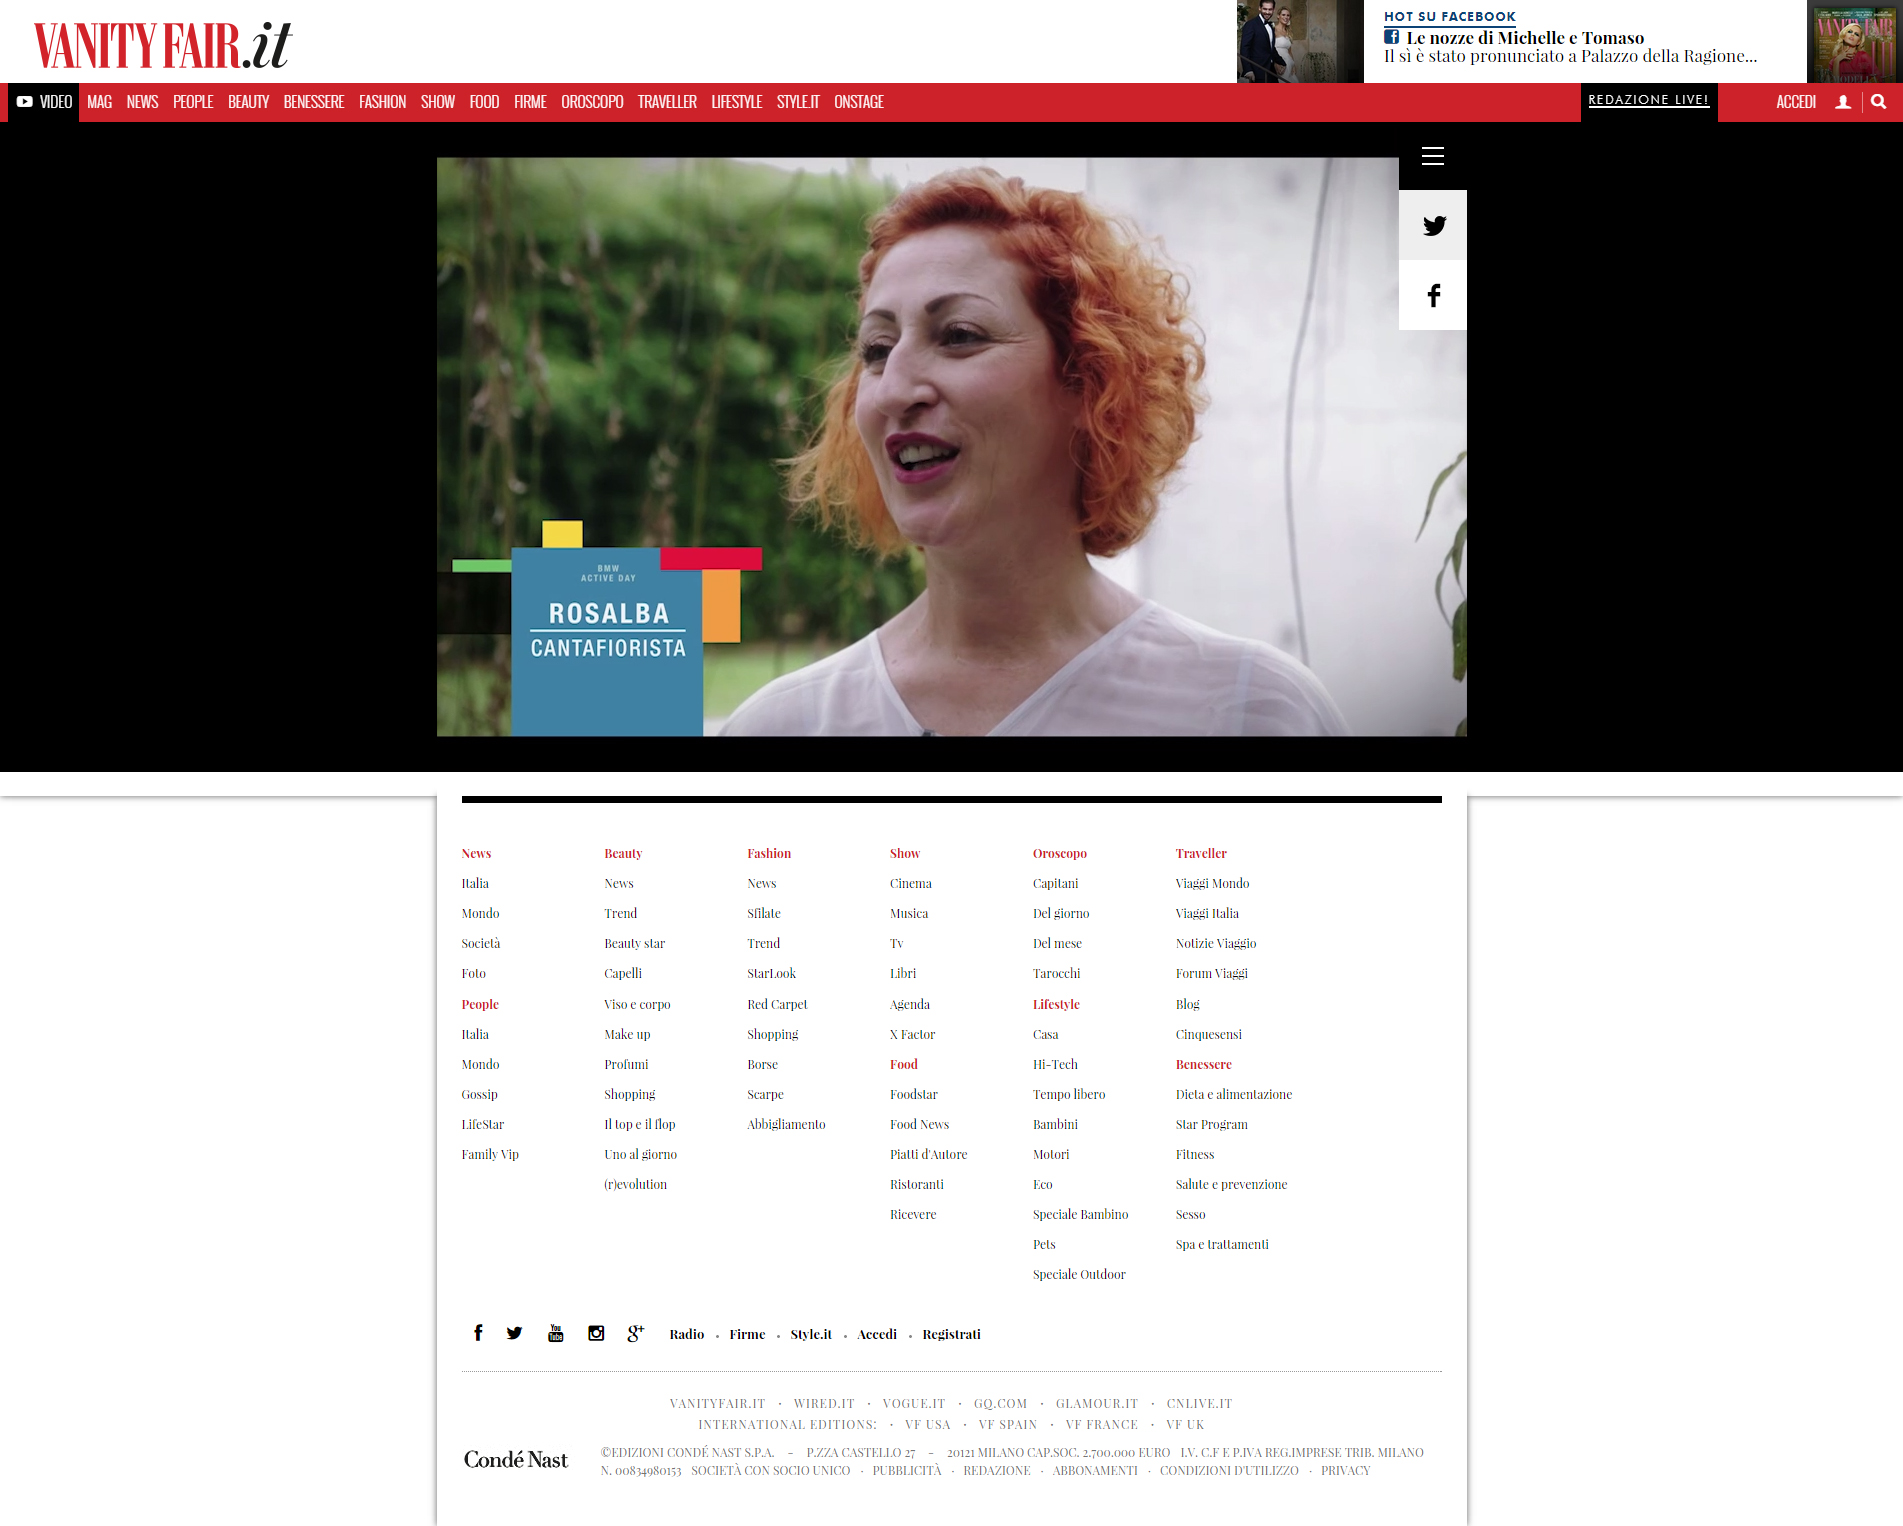 VANITY FAIR.it
HOT SU FACEBOOK
Le nozze di Michelle e Tomaso
Il sì è stato pronunciato a Palazzo della Ragione...
VANITY FAIR
VIDEO MAG NEWS PEOPLE BEAUTY BENESSERE FASHION SHOW FOOD FIRME OROSCOPO TRAVELLER LIFESTYLE STYLE.IT ONSTAGE
REDAZIONE LIVE!
ACCEDI
BMW
ACTIVE DAY
ROSALBA
CANTAFIORISTA
News
Italia
Mondo
Società
Foto
People
Italia
Mondo
Gossip
LifeStar
Family Vip
Beauty
News
Trend
Beauty star
Capelli
Viso e corpo
Make up
Profumi
Shopping
Il top e il flop
Uno al giorno
(r)evolution
Fashion
News
Sfilate
Trend
StarLook
Red Carpet
Shopping
Borse
Scarpe
Abbigliamento
Show
Cinema
Musica
Tv
Libri
Agenda
X Factor
Food
Foodstar
Food News
Piatti d'Autore
Ristoranti
Ricevere
Oroscopo
Capitani
Del giorno
Del mese
Tarocchi
Lifestyle
Casa
Hi-Tech
Tempo libero
Bambini
Motori
Eco
Speciale Bambino
Pets
Speciale Outdoor
Traveller
Viaggi Mondo
Viaggi Italia
Notizie Viaggio
Forum Viaggi
Blog
Cinquesensi
Benessere
Dieta e alimentazione
Star Program
Fitness
Salute e prevenzione
Sesso
Spa e trattamenti
You Tube
Radio • Firme • Style.it • Accedi • Registrati
VANITYFAIR.IT • WIRED.IT • VOGUE.IT • GQ.COM • GLAMOUR.IT • CNLIVE.IT
INTERNATIONAL EDITIONS: • VF USA • VF SPAIN • VF FRANCE • VF UK
Condé Nast
©EDIZIONI CONDÉ NAST S.P.A. – P.ZZA CASTELLO 27 – 20121 MILANO CAP.SOC. 2.700.000 EURO I.V. C.F E P.IVA REG.IMPRESE TRIB. MILANO
N. 00834980153 SOCIETÀ CON SOCIO UNICO • PUBBLICITÀ • REDAZIONE • ABBONAMENTI • CONDIZIONI D'UTILIZZO • PRIVACY